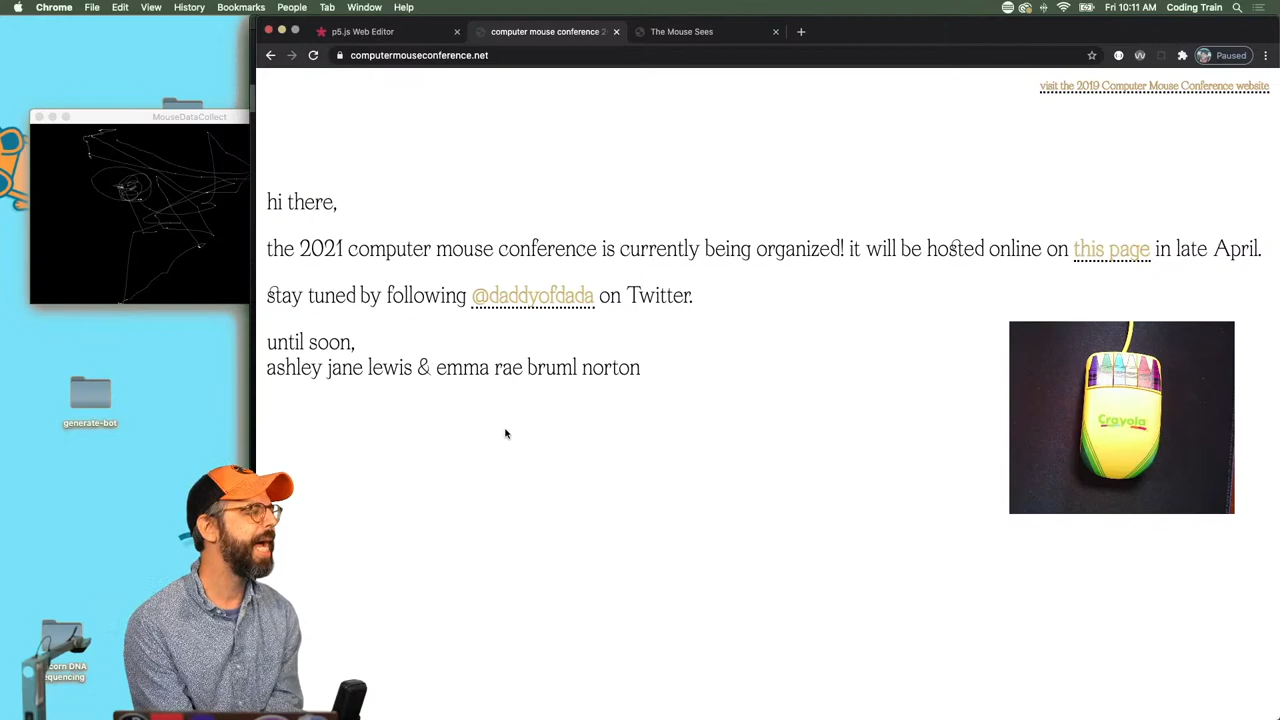 Chrome File Edit View History Bookmarks People Tab Window Help Fri 10:11 AM Coding Train
p5.js Web Editor
computer mouse conference 2
The Mouse Sees
computermouseconference.net
Paused
visit the 2019 Computer Mouse Conference website
MouseDataCollect
hi there,
the 2021 computer mouse conference is currently being organized! it will be hosted online on this page in late April.
stay tuned by following @daddyofdada on Twitter.
until soon,
ashley jane lewis & emma rae bruml norton
Crayola
generate-bot
corn DNA
equencing